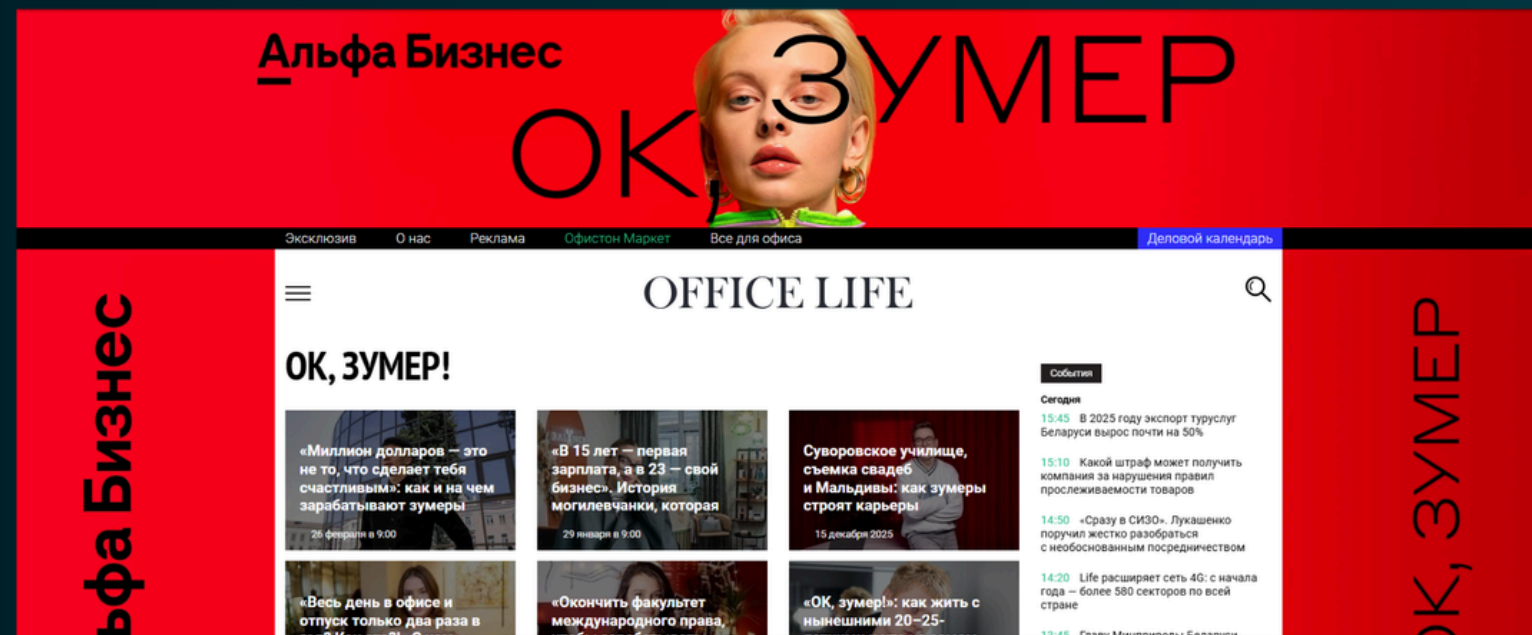 Альфа Бизнес
ОК, ЗУМЕР
Эксклюзив О нас Реклама Офистон Маркет Все для офиса Деловой календарь
OFFICE LIFE
ОК, ЗУМЕР!
«Миллион долларов — это
не то, что сделает тебя
счастливым»: как и на чем
зарабатывают зумеры
26 февраля в 9:00
«В 15 лет — первая
зарплата, а в 23 — свой
бизнес». История
могилевчанки, которая
29 января в 9:00
Суворовское училище,
съемка свадеб
и Мальдивы: как зумеры
строят карьеры
15 декабря 2025
«Весь день в офисе и
отпуск только два раза в
«Окончить факультет
международного права,
«ОК, зумер!»: как жить с
нынешними 20–25-
События
Сегодня
15:45 В 2025 году экспорт туруслуг
Беларуси вырос почти на 50%
15:10 Какой штраф может получить
компания за нарушения правил
прослеживаемости товаров
14:50 «Сразу в СИЗО». Лукашенко
поручил жестко разобраться
с необоснованным посредничеством
14:20 Life расширяет сеть 4G: с начала
года — более 580 секторов по всей
стране
ьфа Бизнес
ОК, ЗУМЕР